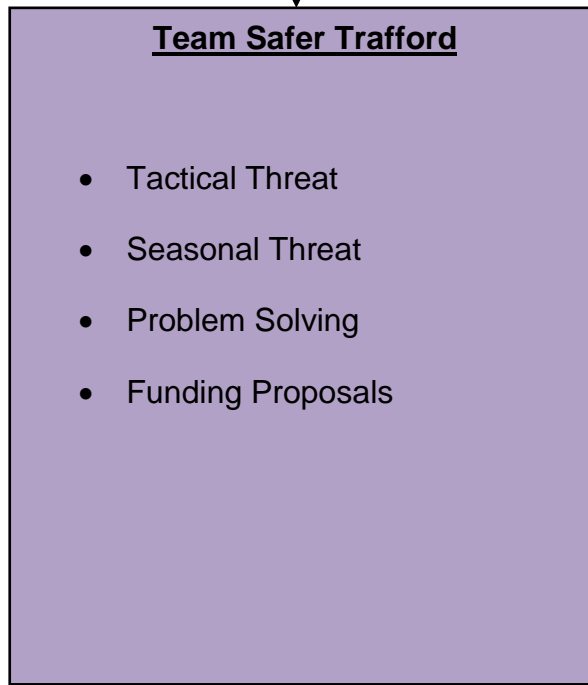 Team Safer Trafford
• Tactical Threat
• Seasonal Threat
• Problem Solving
• Funding Proposals